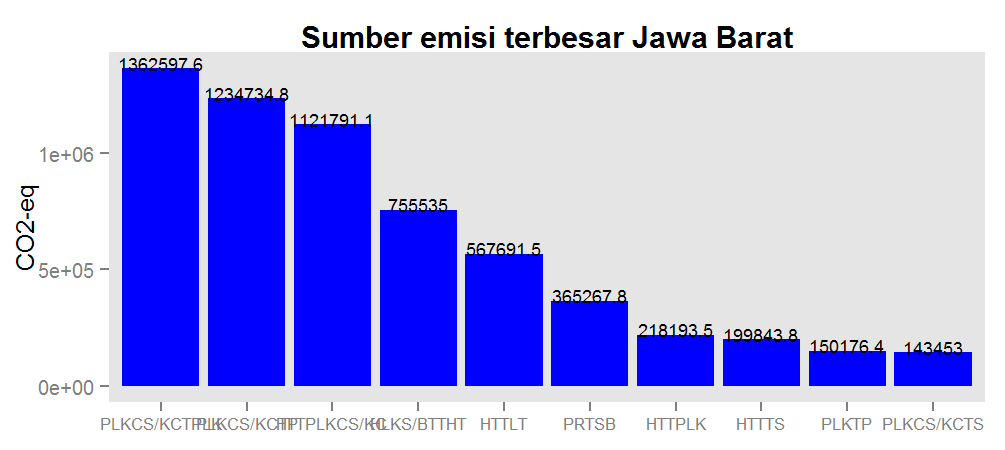 Sumber emisi terbesar Jawa Barat
CO2-eq
1e+06
5e+05
0e+00
1362597.6
1234734.8
1121791.1
755535
567691.5
365267.8
218193.5
199843.8
150176.4
143453
HTTLT
PRTSB
HTTPLK
HTTTS
PLKTP
PLKCS/KCTS